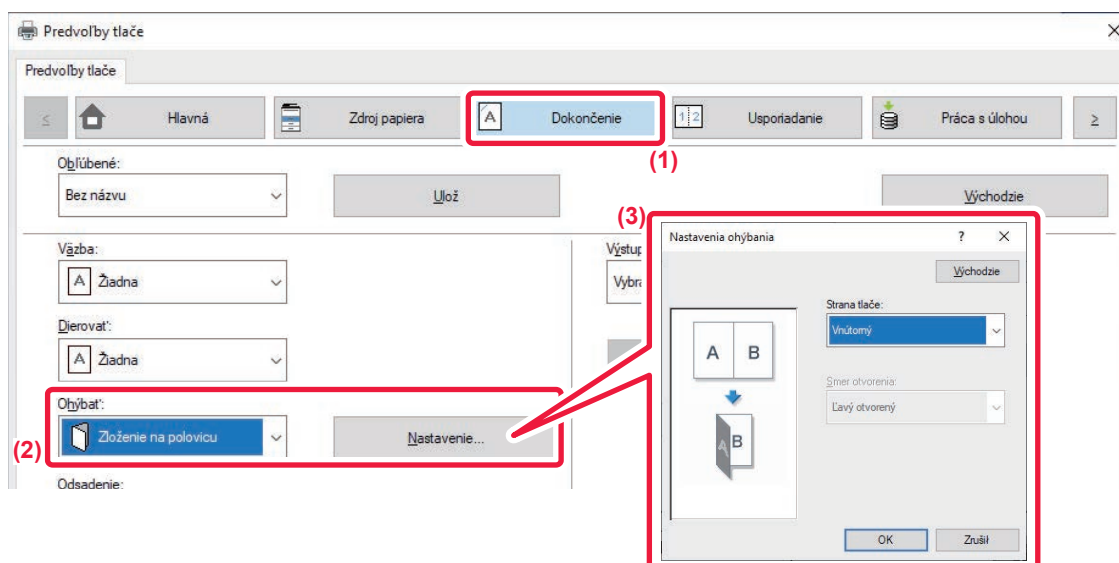 Predvoľby tlače
Predvoľby tlače
Hlavná
Zdroj papiera
Dokončenie
Usporiadanie
Práca s úlohou
(1)
Obľúbené:
Bez názvu
Ulož
Východzie
(3)
Väzba:
Žiadna
Dierovať:
Žiadna
Ohýbať:
(2)
Zloženie na polovicu
Nastavenie...
Odsadenie:
Nastavenia ohýbania
?
Východzie
Strana tlače:
Vnútorný
Smer otvorenia:
Ľavý otvorený
A B
A B
OK
Zrušiť